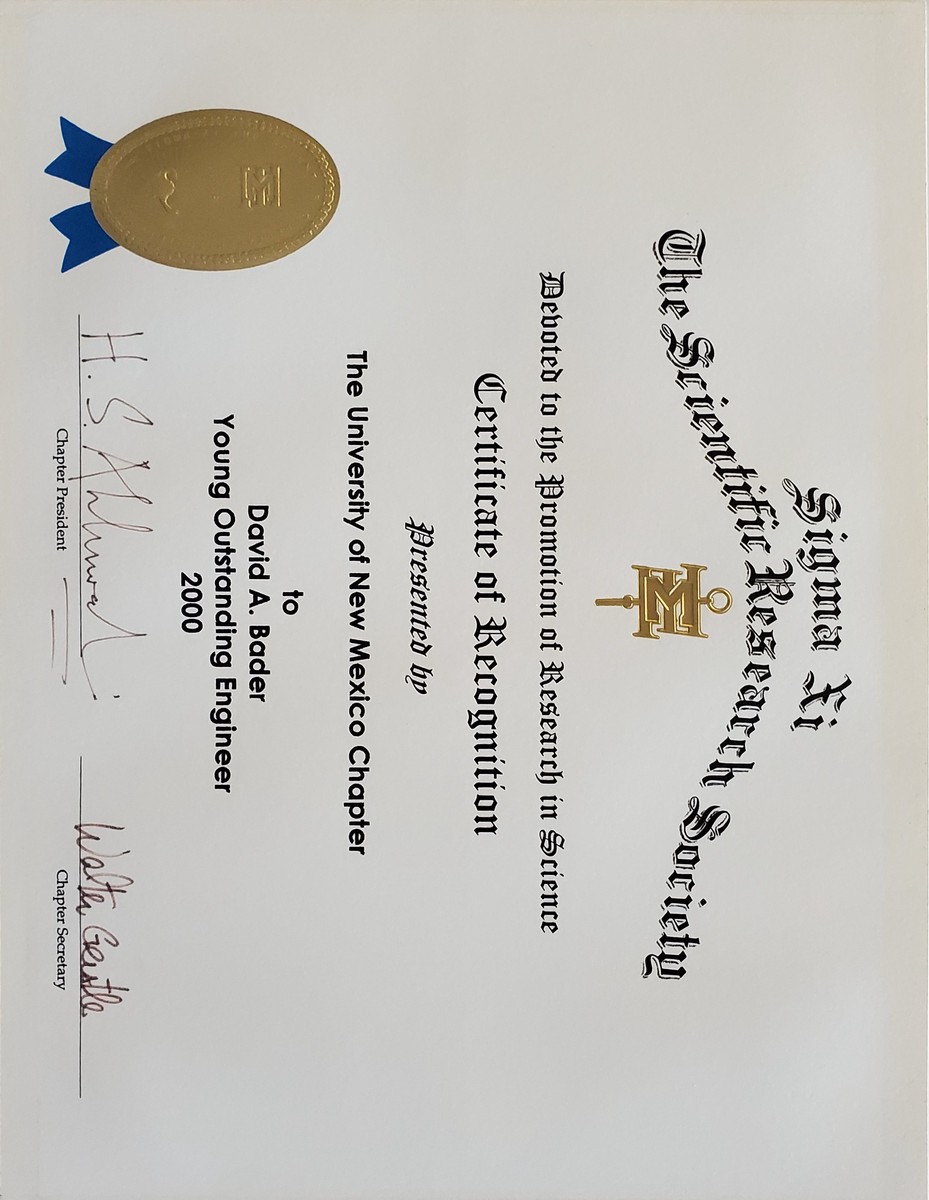 Sigma Xi
The Scientific Research Society
Devoted to the Promotion of Research in Science
Certificate of Recognition
Presented by
The University of New Mexico Chapter
to
David A. Bader
Young Outstanding Engineer
2000
H. S. Ahluwalia
Walter Gerstle
Chapter President
Chapter Secretary